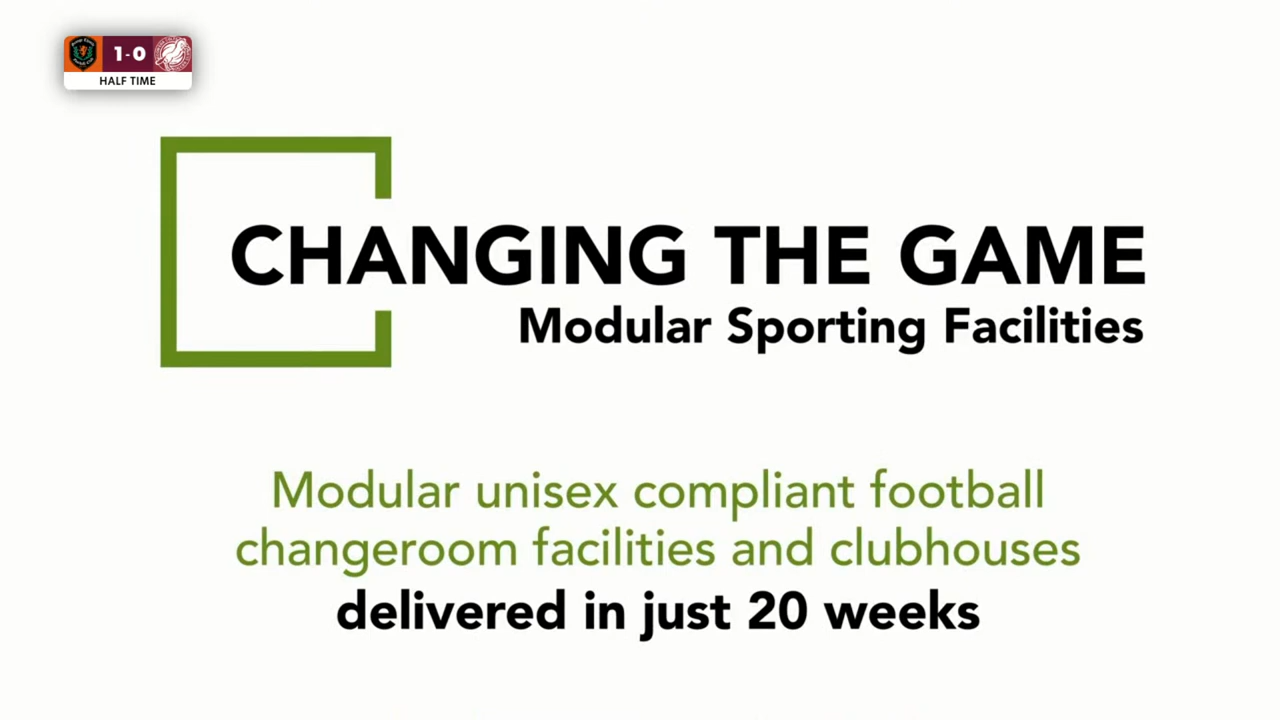 1-0
HALF TIME
CHANGING THE GAME
Modular Sporting Facilities
Modular unisex compliant football
changeroom facilities and clubhouses
delivered in just 20 weeks